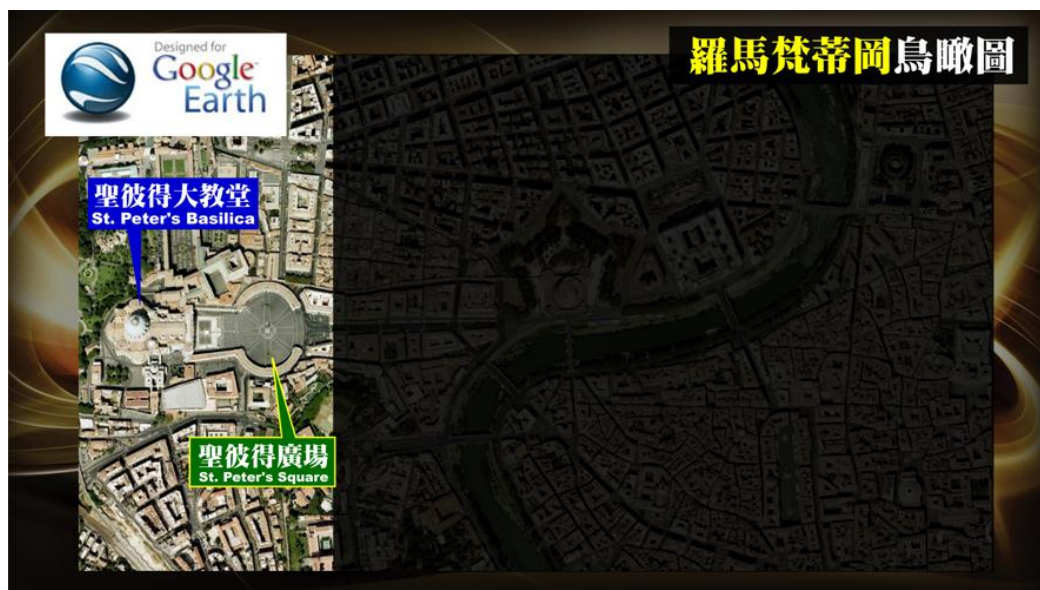 Designed for
Google
Earth
羅馬梵蒂岡鳥瞰圖
聖彼得大教堂
St. Peter's Basilica
聖彼得廣場
St. Peter's Square